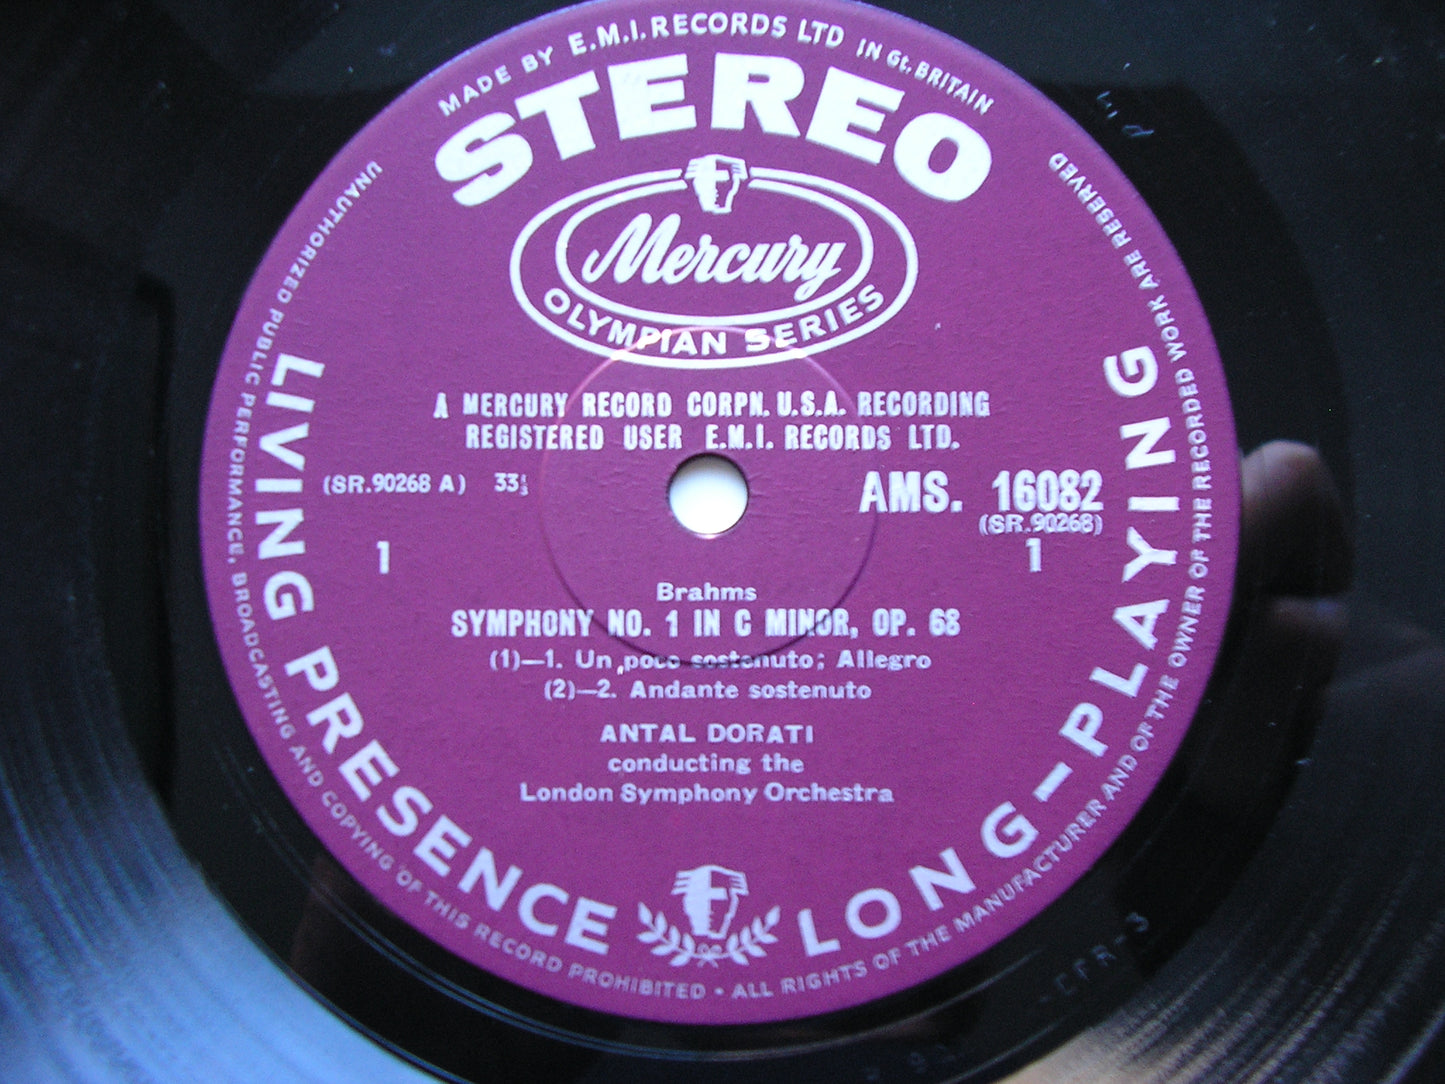 MADE BY E.M.I. RECORDS LTD IN Gt. BRITAIN
STEREO
Mercury
OLYMPIAN SERIES
A MERCURY RECORD CORPN. U.S.A. RECORDING
REGISTERED USER E.M.I. RECORDS LTD.
(SR.90268 A) 33⅓ AMS. 16082
(SR.90268)
1 1
Brahms
SYMPHONY NO. 1 IN C MINOR, OP. 68
(1)—1. Un poco sostenuto; Allegro
(2)—2. Andante sostenuto
ANTAL DORATI
conducting the
London Symphony Orchestra
LIVING PRESENCE LONG-PLAYING
UNAUTHORIZED PUBLIC PERFORMANCE, BROADCASTING AND COPYING OF THIS RECORD PROHIBITED • ALL RIGHTS OF THE MANUFACTURER AND OF THE OWNER OF THE RECORDED WORK ARE RESERVED